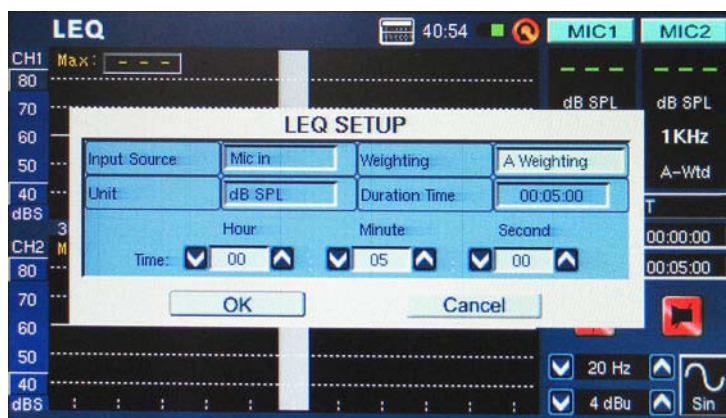 LEQ
40:54
MIC1 MIC2
CH1 Max: - - -
- - - - - -
80
dB SPL dB SPL
70
60
1KHz
50
A-Wtd
40
dBS
LEQ SETUP
Input Source Mic in Weighting A Weighting
Unit dB SPL Duration Time 00:05:00
Hour Minute Second
Time: 00 : 05 : 00
OK Cancel
T
3
00:00:00
CH2 M
00:05:00
80
70
60
50
20 Hz
40
dBS
4 dBu
Sin